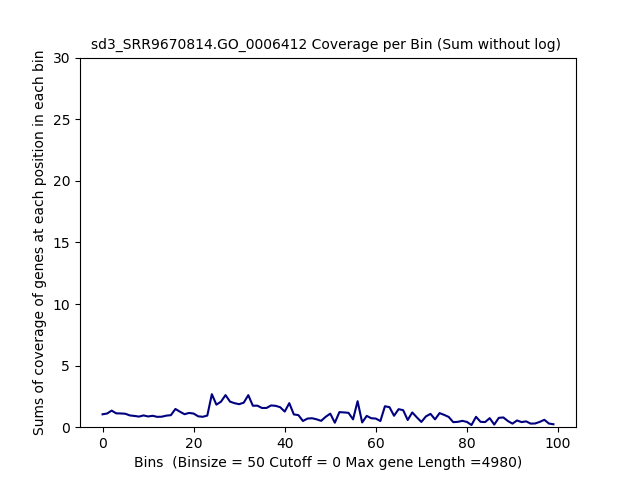 sd3_SRR9670814.GO_0006412 Coverage per Bin (Sum without log)
Sums of coverage of genes at each position in each bin
30
25
20
15
10
5
0
0 20 40 60 80 100
Bins  (Binsize = 50 Cutoff = 0 Max gene Length =4980)